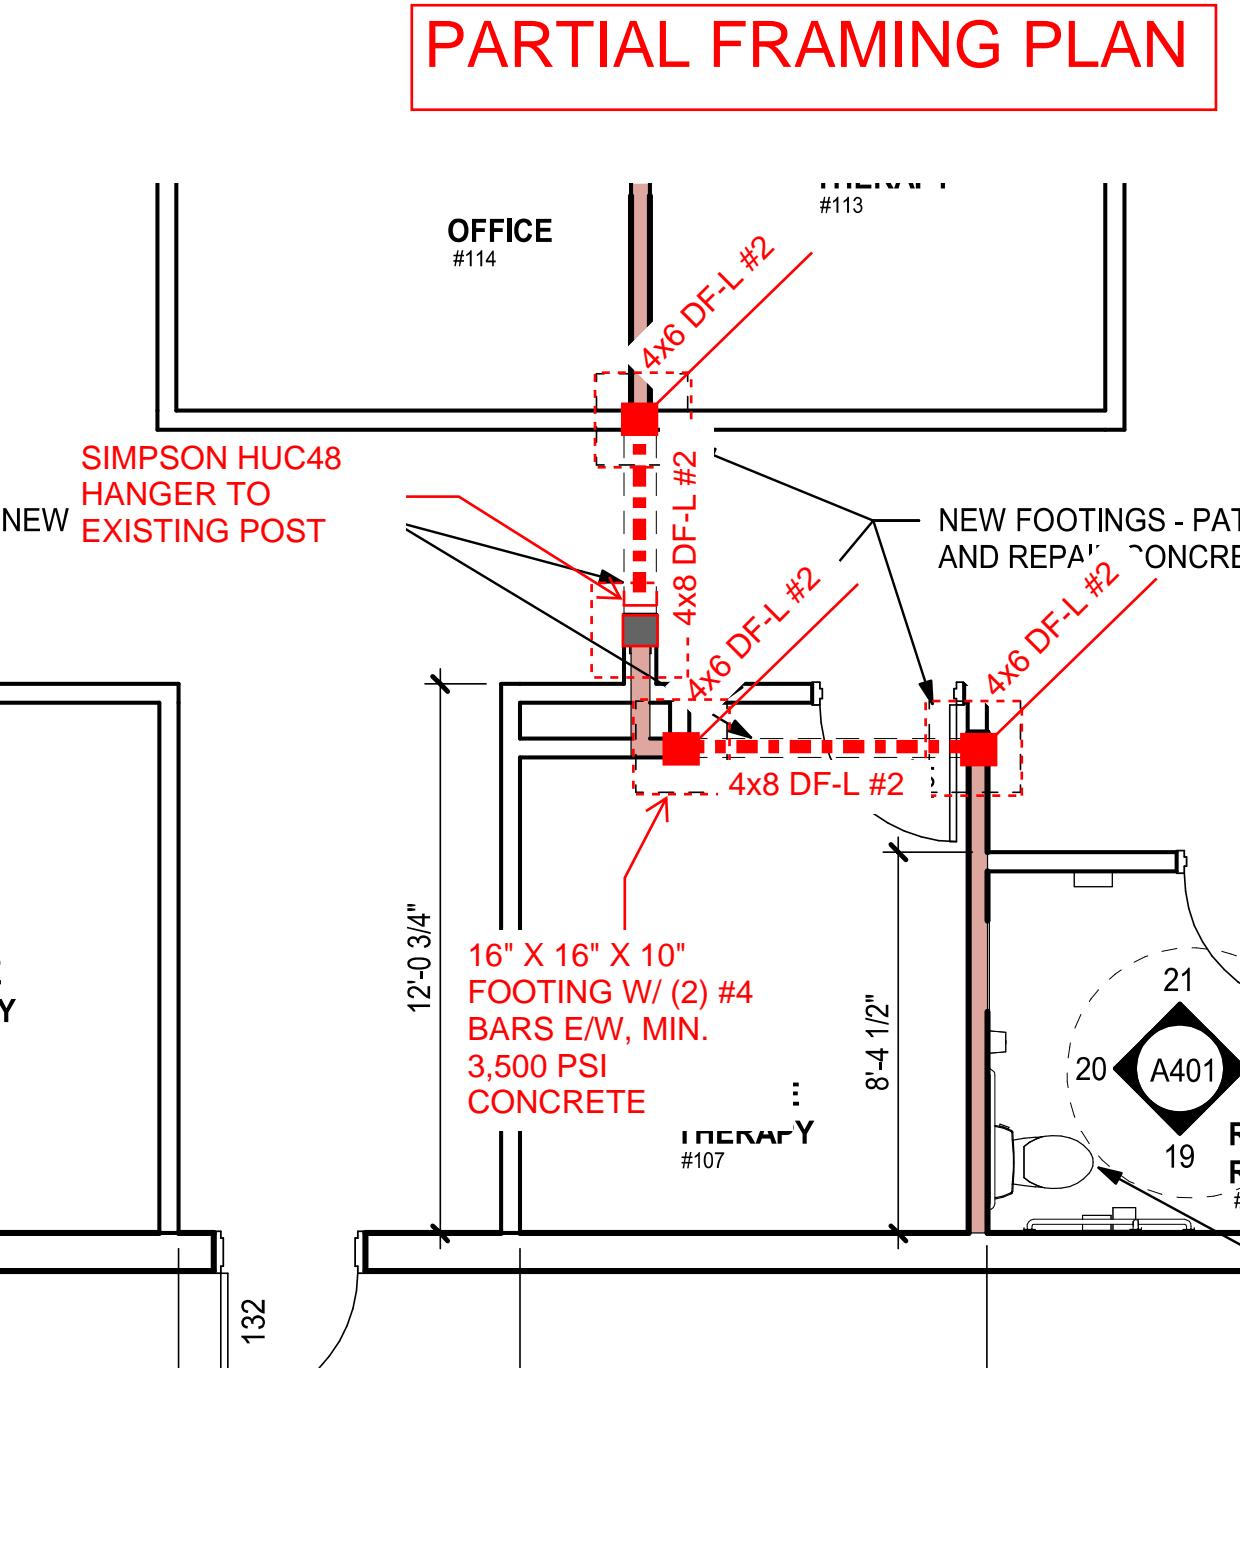 PARTIAL FRAMING PLAN
#113
OFFICE
#114
4x6 DF-L #2
SIMPSON HUC48
HANGER TO
EXISTING POST
NEW
4x8 DF-L #2
NEW FOOTINGS - PAT
AND REPAIR CONCRE
4x6 DF-L #2
4x6 DF-L #2
4x8 DF-L #2
12'-0 3/4"
16" X 16" X 10"
FOOTING W/ (2) #4
BARS E/W, MIN.
3,500 PSI
CONCRETE
8'-4 1/2"
Y
21
20
A401
19
THERAPY
#107
R
R
#
132